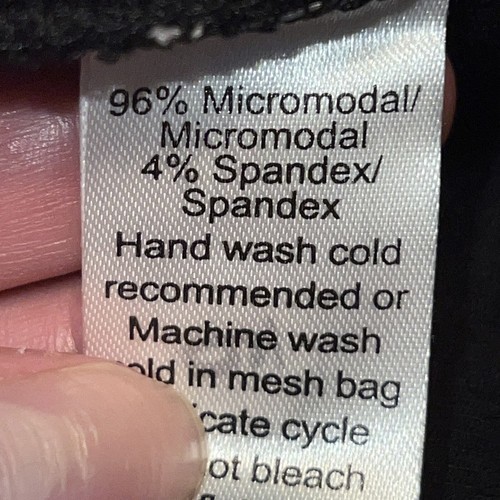 96% Micromodal/
Micromodal
4% Spandex/
Spandex
Hand wash cold
recommended or
Machine wash
in mesh bag
cycle
bleach